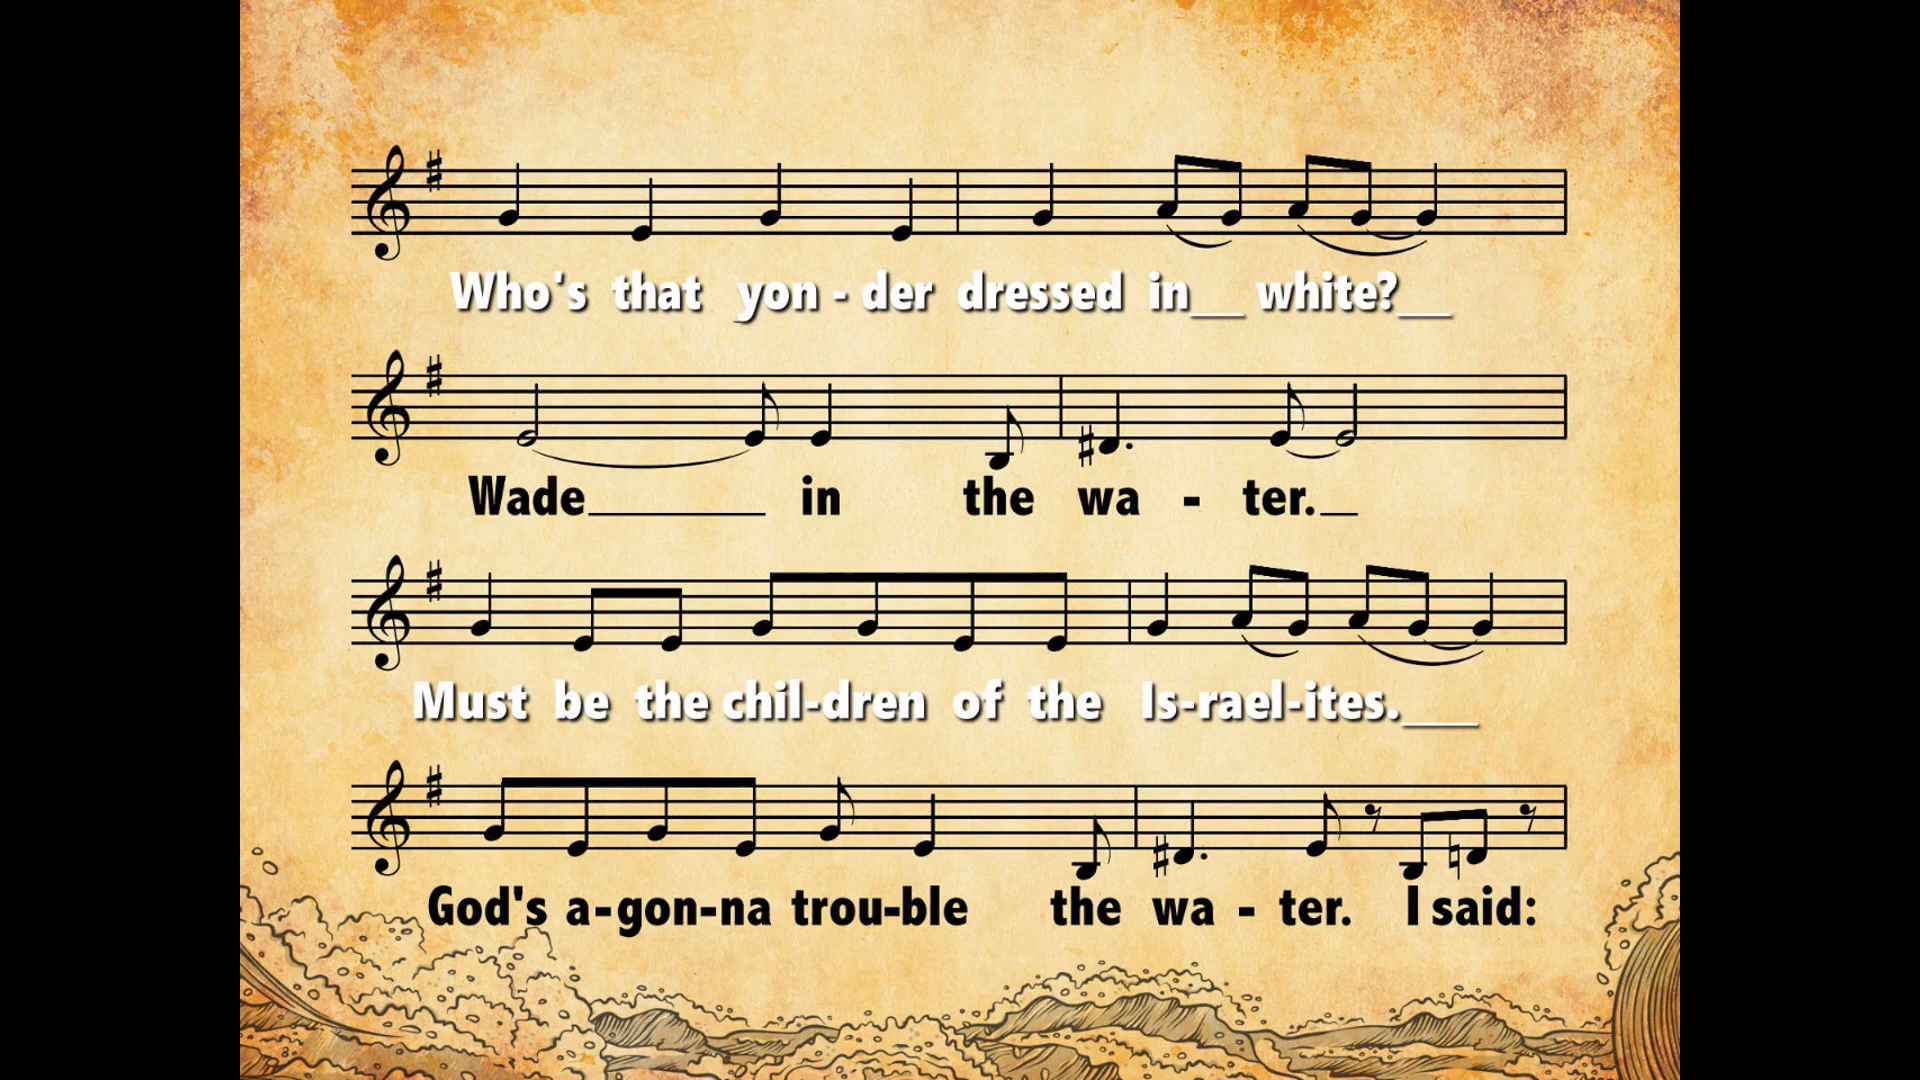 Who's that yon - der dressed in__ white?__
Wade_______ in the wa - ter._
Must be the chil-dren of the Is-rael-ites.___
God's a-gon-na trou-ble the wa - ter. I said: